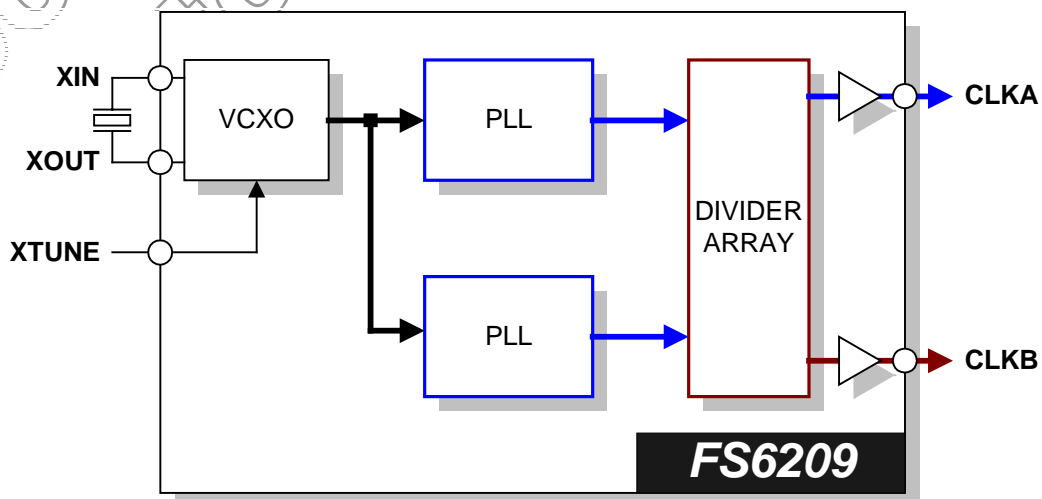 XIN
XOUT
XTUNE
VCXO
PLL
PLL
DIVIDER
ARRAY
CLKA
CLKB
FS6209